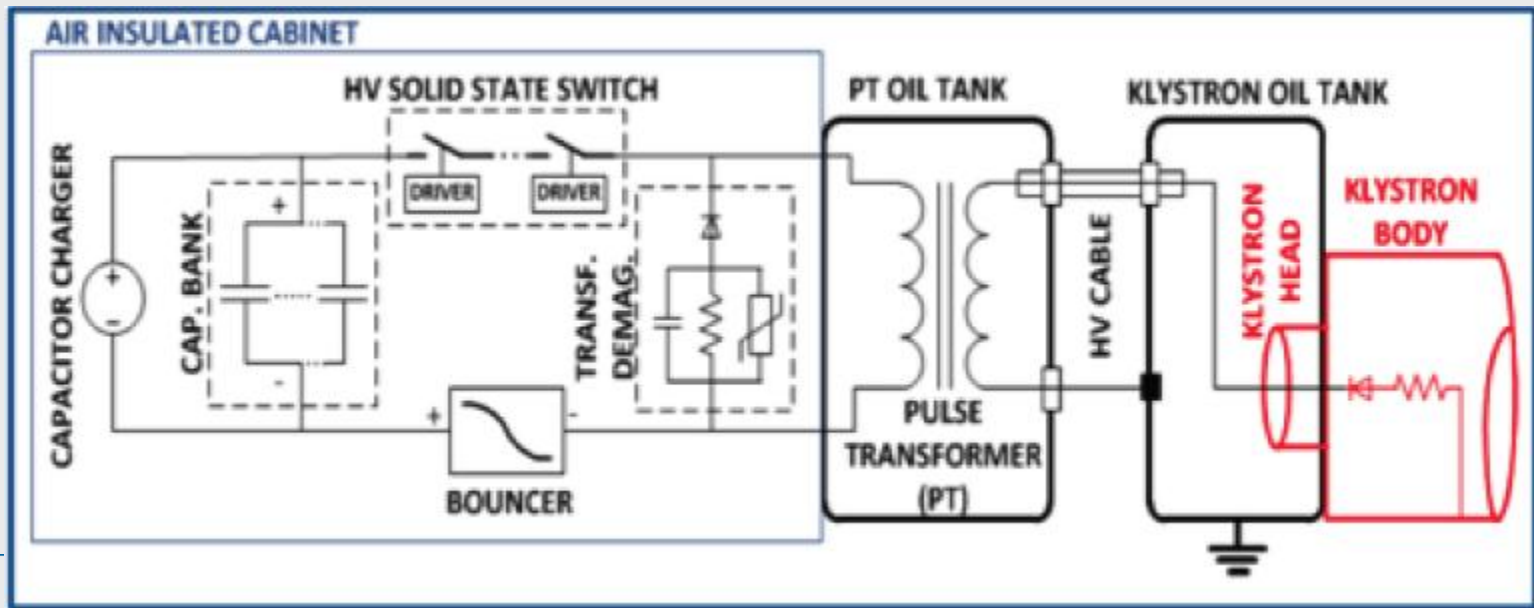 AIR INSULATED CABINET
HV SOLID STATE SWITCH
PT OIL TANK
KLYSTRON OIL TANK
CAPACITOR CHARGER
+
-
CAP. BANK
+
-
DRIVER
DRIVER
TRANSF.
DEMAG.
+
-
BOUNCER
PULSE
TRANSFORMER
(PT)
HV CABLE
KLYSTRON
HEAD
KLYSTRON
BODY